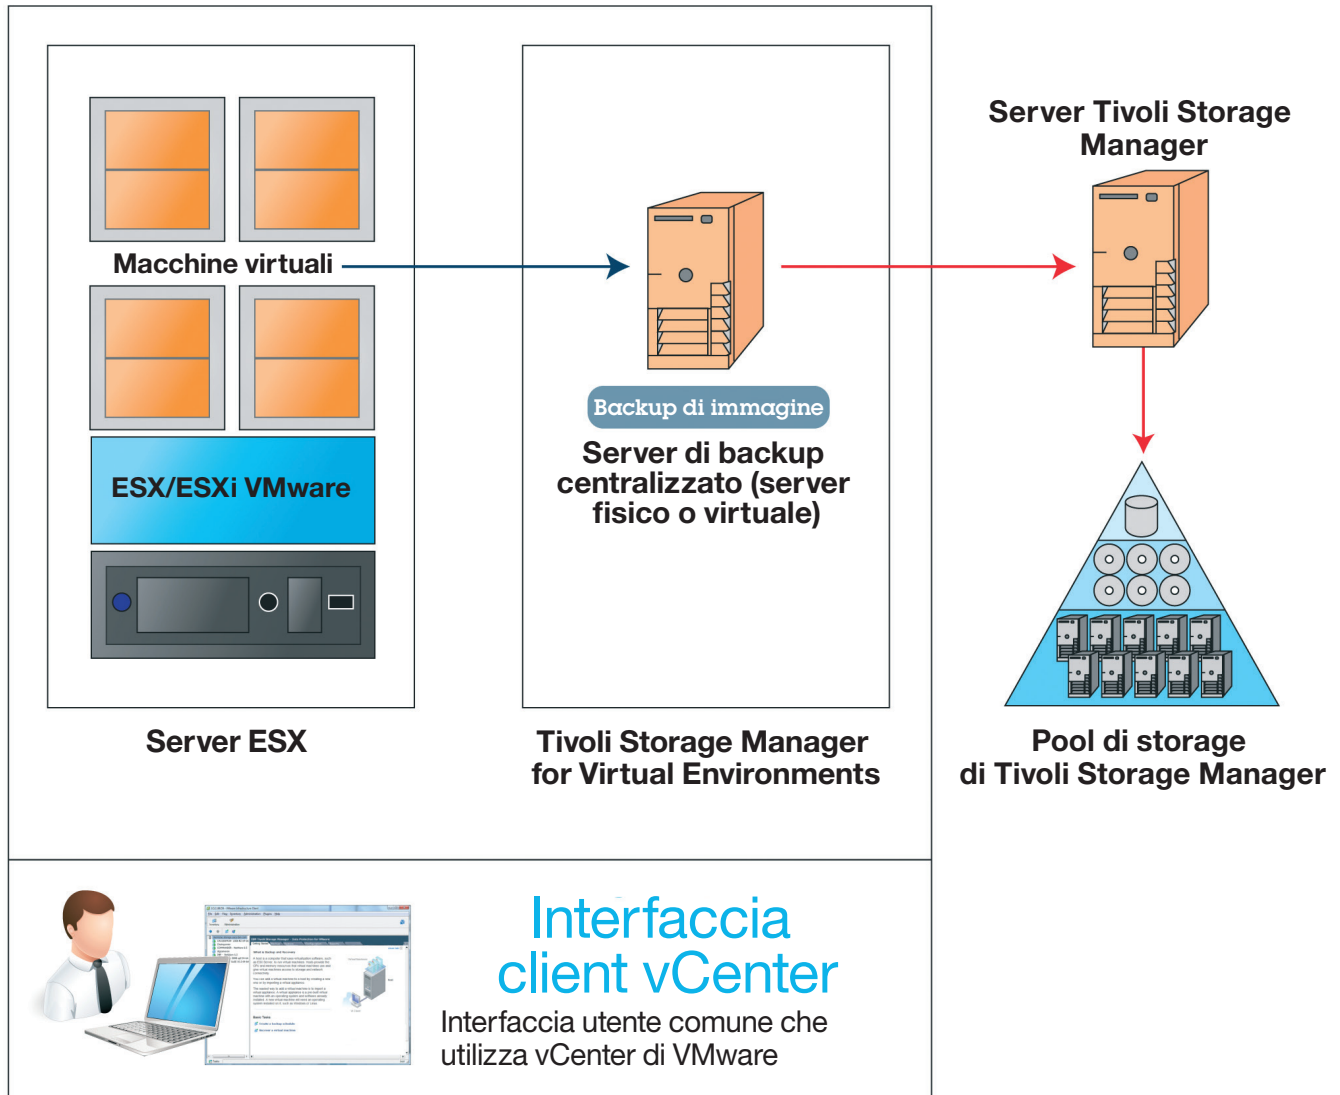 Server Tivoli Storage
Manager
Macchine virtuali
Backup di immagine
ESX/ESXi VMware
Server di backup
centralizzato (server
fisico o virtuale)
Server ESX
Tivoli Storage Manager
for Virtual Environments
Pool di storage
di Tivoli Storage Manager
Interfaccia
client vCenter
Interfaccia utente comune che
utilizza vCenter di VMware